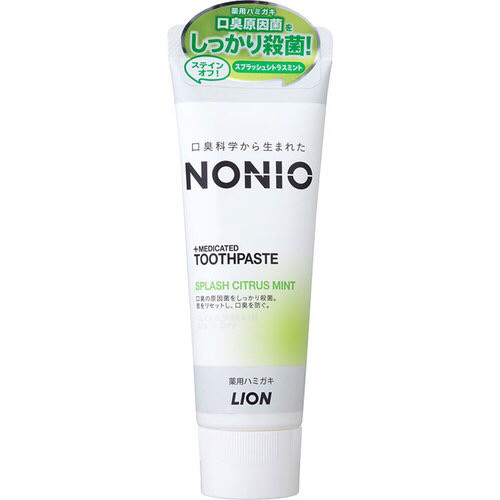 薬用ハミガキ
口臭原因菌を
しっかり殺菌!
ステイン
オフ!
スプラッシュシトラスミント
口臭科学から生まれた
NONIO
+MEDICATED
TOOTHPASTE
SPLASH CITRUS MINT
口臭の原因菌をしっかり殺菌。
息をリセットし、口臭を防ぐ。
薬用ハミガキ
LION